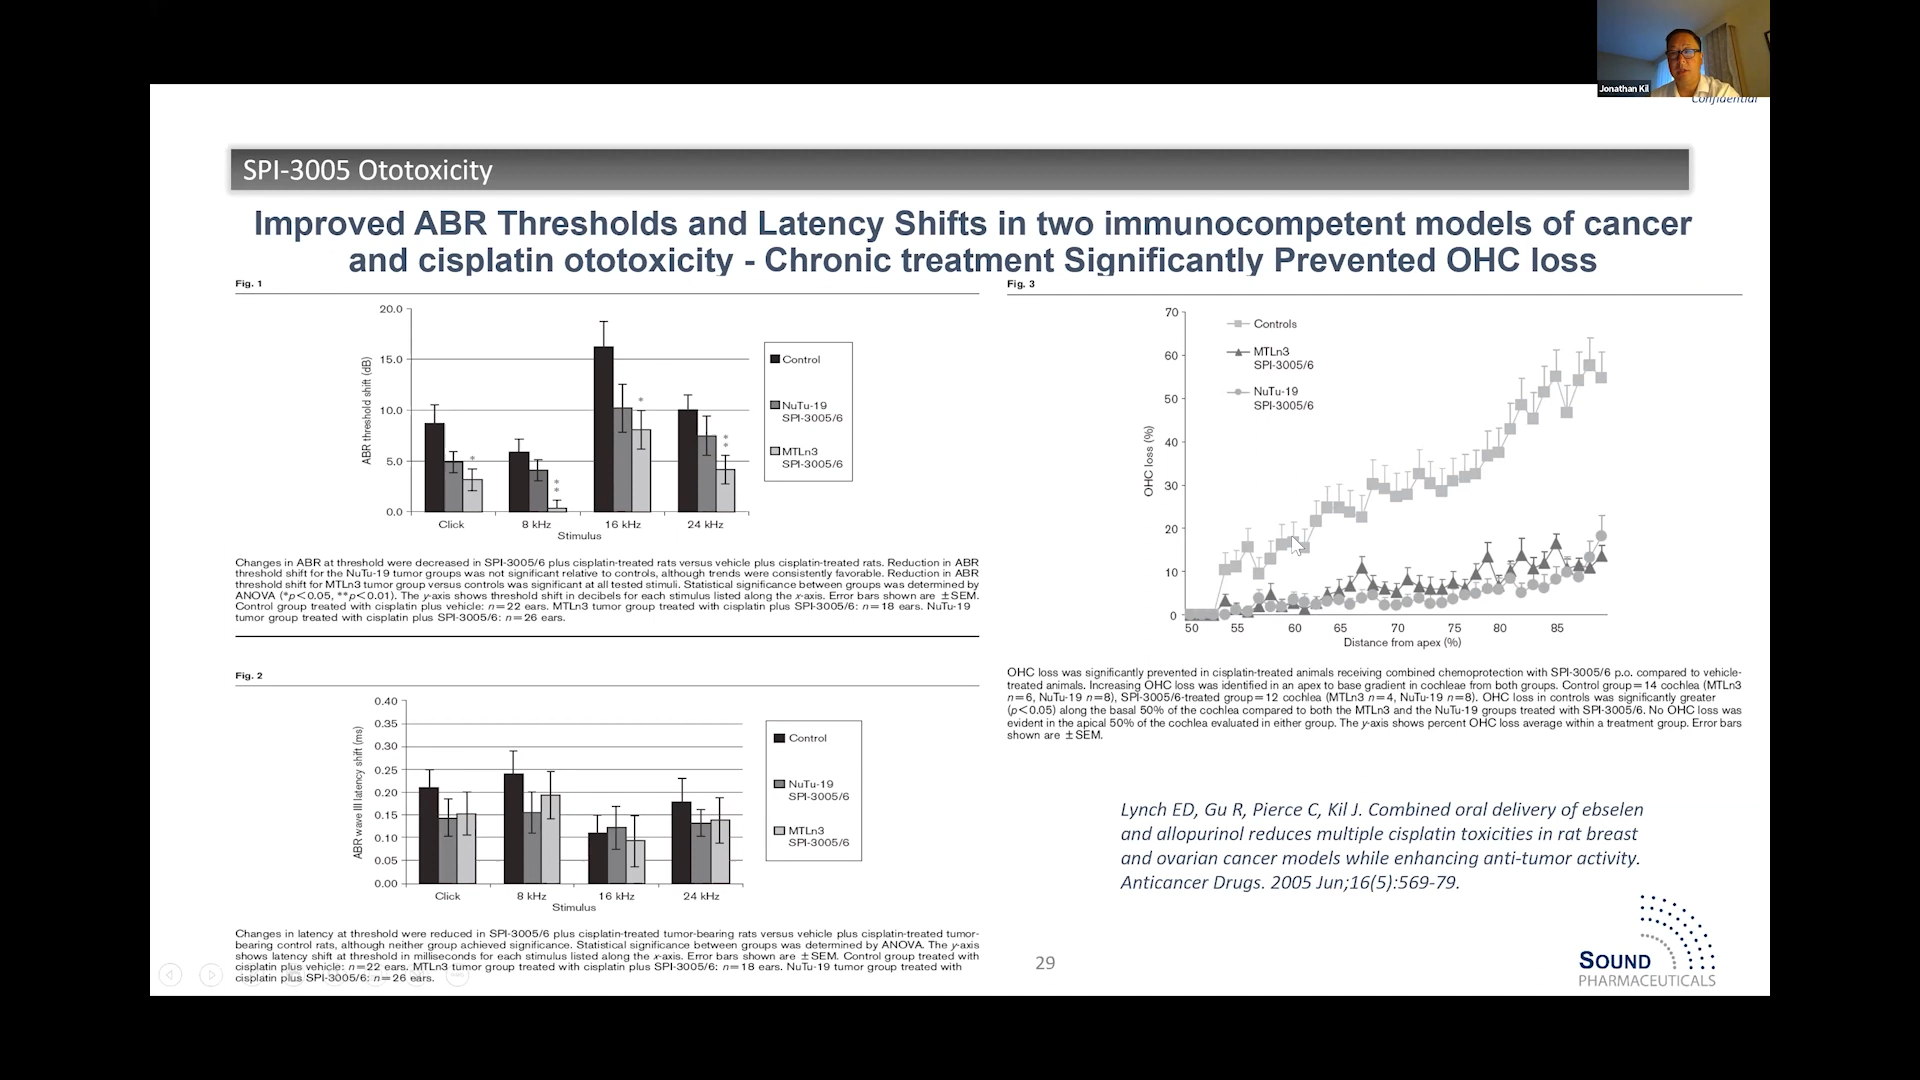 Jonathan Kil
Confidential
SPI-3005 Ototoxicity
Improved ABR Thresholds and Latency Shifts in two immunocompetent models of cancer
and cisplatin ototoxicity - Chronic treatment Significantly Prevented OHC loss
Fig. 1
20.0
15.0
10.0
5.0
0.0
ABR threshold shift (dB)
*
**
*
**
Click
8 kHz
16 kHz
24 kHz
Stimulus
Control
NuTu-19
SPI-3005/6
MTLn3
SPI-3005/6
Changes in ABR at threshold were decreased in SPI-3005/6 plus cisplatin-treated rats versus vehicle plus cisplatin-treated rats. Reduction in ABR
threshold shift for the NuTu-19 tumor groups was not significant relative to controls, although trends were consistently favorable. Reduction in ABR
threshold shift for MTLn3 tumor group versus controls was significant at all tested stimuli. Statistical significance between groups was determined by
ANOVA (*p<0.05, **p<0.01). The y-axis shows threshold shift in decibels for each stimulus listed along the x-axis. Error bars shown are ±SEM.
Control group treated with cisplatin plus vehicle: n=22 ears. MTLn3 tumor group treated with cisplatin plus SPI-3005/6: n=18 ears. NuTu-19
tumor group treated with cisplatin plus SPI-3005/6: n=26 ears.
Fig. 2
0.40
0.35
0.30
0.25
0.20
0.15
0.10
0.05
0.00
ABR wave III latency shift (ms)
Click
8 kHz
16 kHz
24 kHz
Stimulus
Control
NuTu-19
SPI-3005/6
MTLn3
SPI-3005/6
Changes in latency at threshold were reduced in SPI-3005/6 plus cisplatin-treated tumor-bearing rats versus vehicle plus cisplatin-treated tumor-
bearing control rats, although neither group achieved significance. Statistical significance between groups was determined by ANOVA. The y-axis
shows latency shift at threshold in milliseconds for each stimulus listed along the x-axis. Error bars shown are ±SEM. Control group treated with
cisplatin plus vehicle: n=22 ears. MTLn3 tumor group treated with cisplatin plus SPI-3005/6: n=18 ears. NuTu-19 tumor group treated with
cisplatin plus SPI-3005/6: n=26 ears.
Fig. 3
70
60
50
40
30
20
10
0
OHC loss (%)
Controls
MTLn3
SPI-3005/6
NuTu-19
SPI-3005/6
50
55
60
65
70
75
80
85
Distance from apex (%)
OHC loss was significantly prevented in cisplatin-treated animals receiving combined chemoprotection with SPI-3005/6 p.o. compared to vehicle-
treated animals. Increasing OHC loss was identified in an apex to base gradient in cochleae from both groups. Control group=14 cochlea (MTLn3
n=6, NuTu-19 n=8), SPI-3005/6-treated group=12 cochlea (MTLn3 n=4, NuTu-19 n=8). OHC loss in controls was significantly greater
(p<0.05) along the basal 50% of the cochlea compared to both the MTLn3 and the NuTu-19 groups treated with SPI-3005/6. No OHC loss was
evident in the apical 50% of the cochlea evaluated in either group. The y-axis shows percent OHC loss average within a treatment group. Error bars
shown are ±SEM.
Lynch ED, Gu R, Pierce C, Kil J. Combined oral delivery of ebselen
and allopurinol reduces multiple cisplatin toxicities in rat breast
and ovarian cancer models while enhancing anti-tumor activity.
Anticancer Drugs. 2005 Jun;16(5):569-79.
29
SOUND
PHARMACEUTICALS